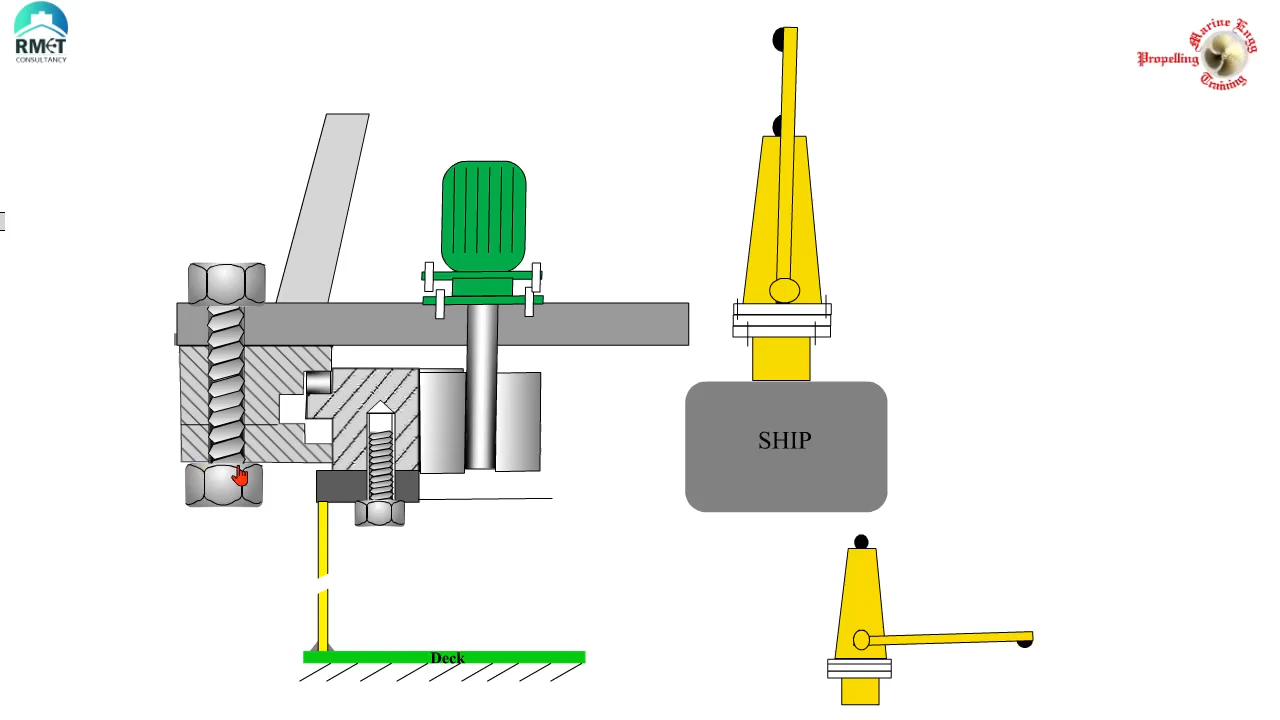 RMET
CONSULTANCY
Marine Engg
Propelling
Training
SHIP
Deck